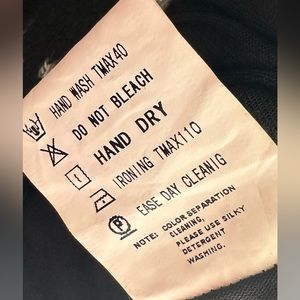 HAND WASH TMAX40
DO NOT BLEACH
HAND DRY
IRONING TMAX110
EASE DAY CLEANIG
NOTE: COLOR SEPARATION
CLEANING,
PLEASE USE SILKY
DETERGENT
WASHING.